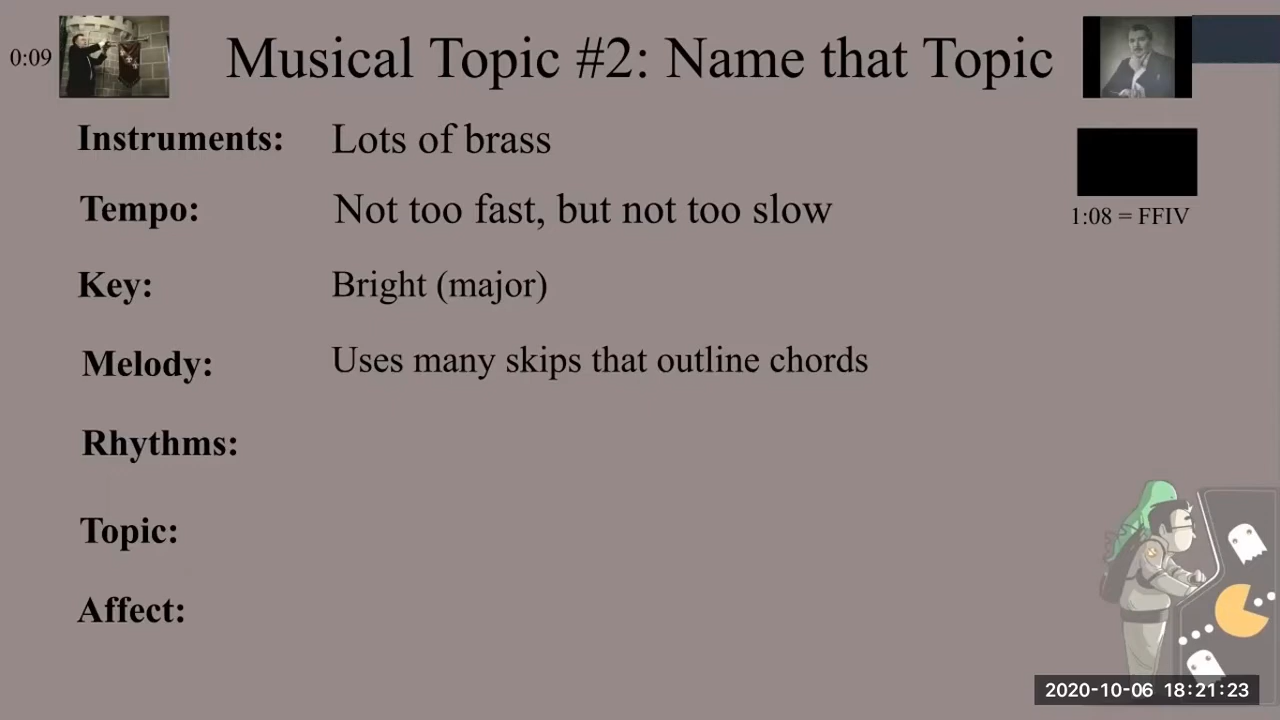 0:09
Musical Topic #2: Name that Topic
Instruments: Lots of brass
Tempo: Not too fast, but not too slow
1:08 = FFIV
Key: Bright (major)
Melody: Uses many skips that outline chords
Rhythms:
Topic:
Affect:
2020-10-06 18:21:23